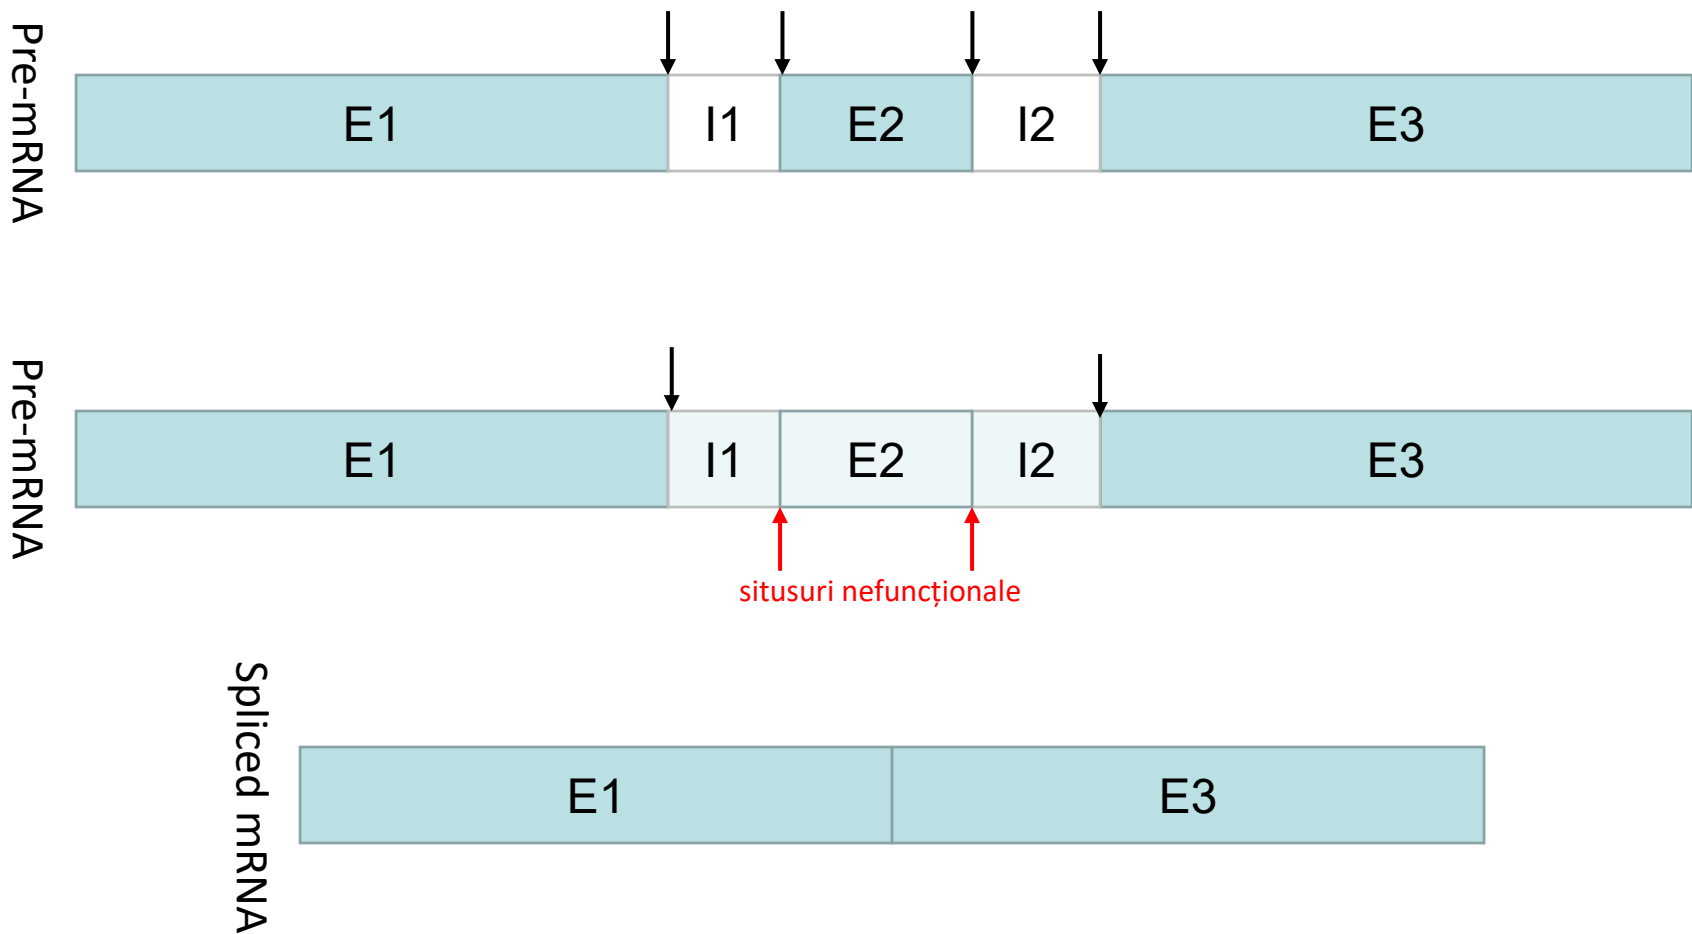 Pre-mRNA
E1 I1 E2 I2 E3
Pre-mRNA
E1 I1 E2 I2 E3
situsuri nefuncționale
Spliced mRNA
E1 E3